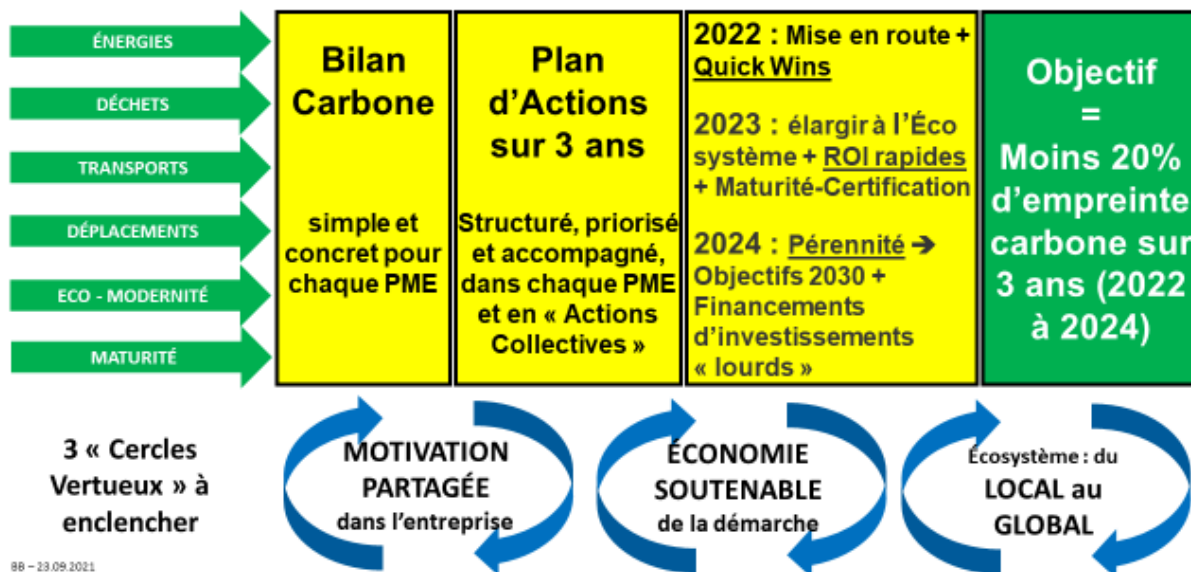 ÉNERGIES
DÉCHETS
TRANSPORTS
DÉPLACEMENTS
ECO - MODERNITÉ
MATURITÉ
Bilan
Carbone
simple et
concret pour
chaque PME
Plan
d’Actions
sur 3 ans
Structuré, priorisé
et accompagné,
dans chaque PME
et en « Actions
Collectives »
2022 : Mise en route +
Quick Wins
2023 : élargir à l’Éco
système + ROI rapides
+ Maturité-Certification
2024 : Pérennité ➔
Objectifs 2030 +
Financements
d’investissements
« lourds »
Objectif
=
Moins 20%
d’empreinte
carbone sur
3 ans (2022
à 2024)
3 « Cercles
Vertueux » à
enclencher
MOTIVATION
PARTAGÉE
dans l’entreprise
ÉCONOMIE
SOUTENABLE
de la démarche
Écosystème : du
LOCAL au
GLOBAL
BB – 23.09.2021